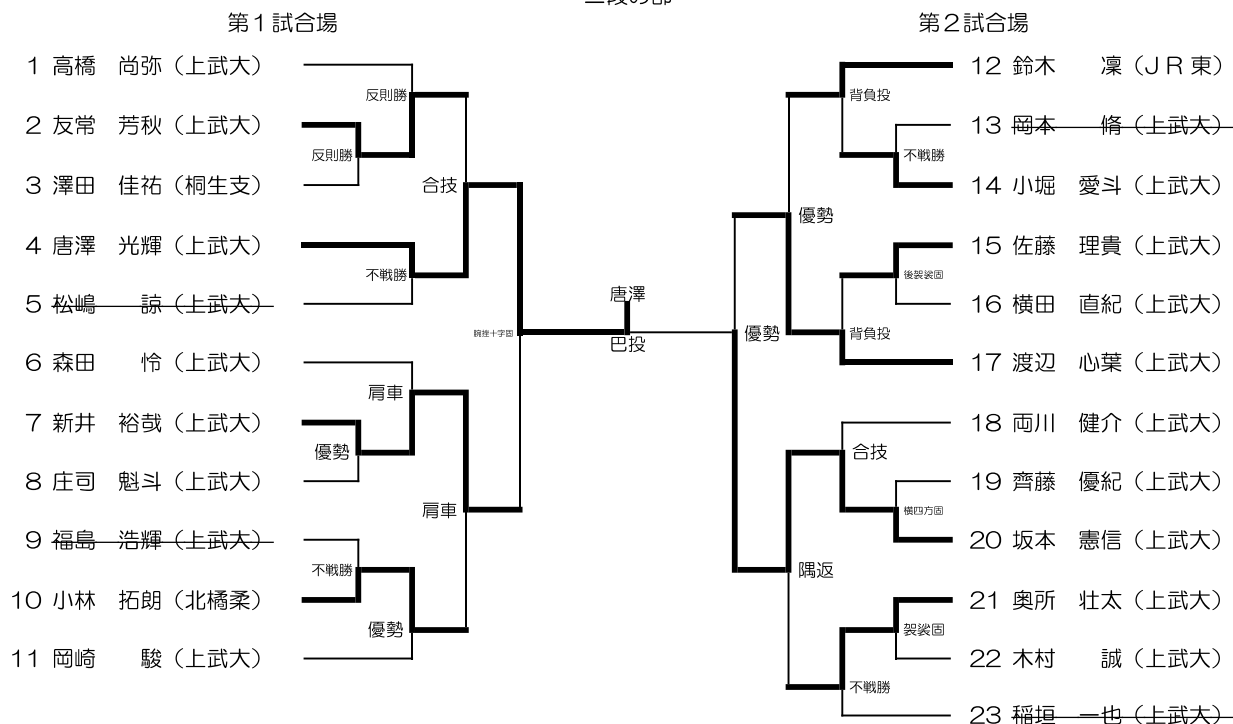 第１試合場
第２試合場
1 高橋　尚弥（上武大）
2 友常　芳秋（上武大）
3 澤田　佳祐（桐生支）
4 唐澤　光輝（上武大）
5 松嶋　　諒（上武大）
6 森田　　怜（上武大）
7 新井　裕哉（上武大）
8 庄司　魁斗（上武大）
9 福島　浩輝（上武大）
10 小林　拓朗（北橘柔）
11 岡崎　　駿（上武大）
反則勝
反則勝
合技
不戦勝
腕挫十字固
肩車
優勢
肩車
不戦勝
優勢
唐澤
巴投
背負投
不戦勝
優勢
後袈裟固
背負投
優勢
合技
横四方固
隅返
袈裟固
不戦勝
12 鈴木　　凜（ＪＲ東）
13 岡本　　脩（上武大）
14 小堀　愛斗（上武大）
15 佐藤　理貴（上武大）
16 横田　直紀（上武大）
17 渡辺　心葉（上武大）
18 両川　健介（上武大）
19 齊藤　優紀（上武大）
20 坂本　憲信（上武大）
21 奥所　壮太（上武大）
22 木村　　誠（上武大）
23 稲垣　一也（上武大）